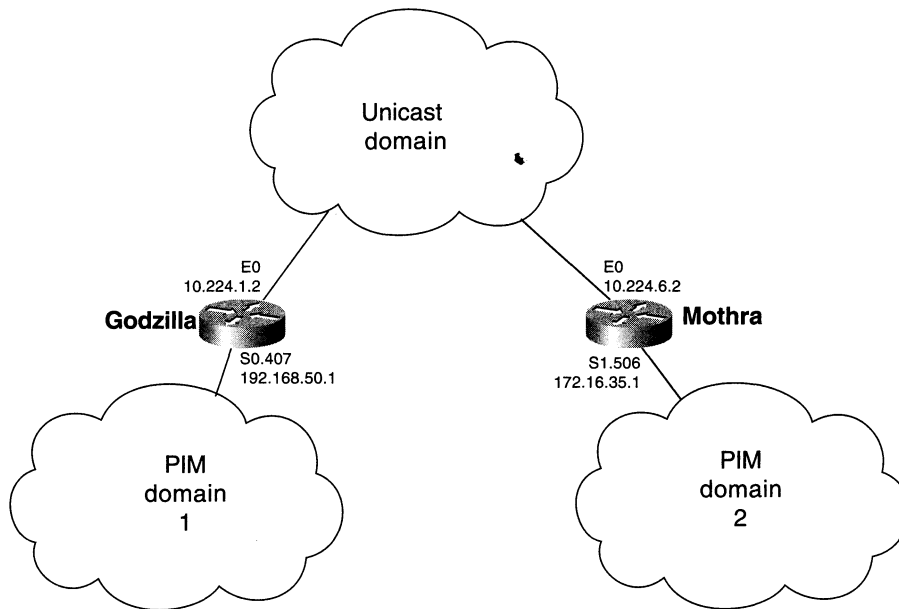 Unicast
domain
E0
10.224.1.2
E0
10.224.6.2
Godzilla
Mothra
S0.407
192.168.50.1
S1.506
172.16.35.1
PIM
domain
1
PIM
domain
2